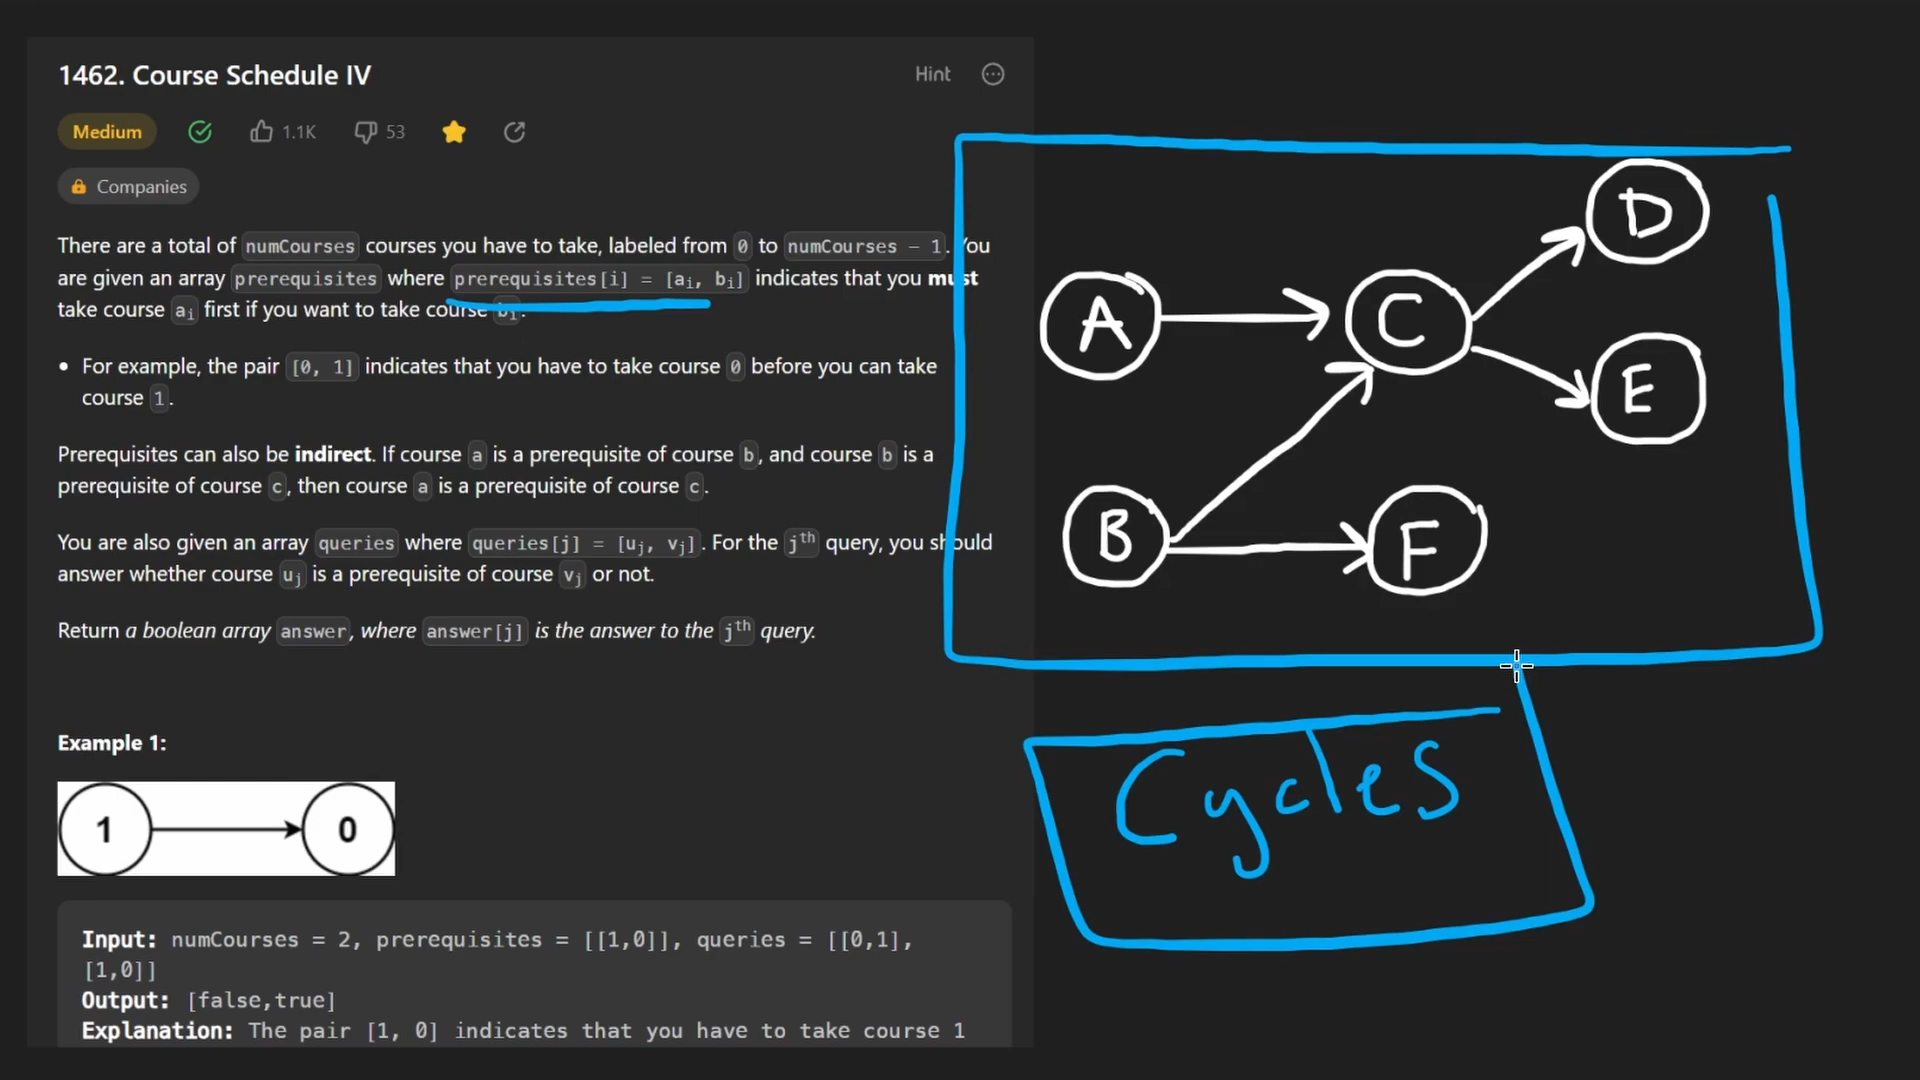 1462. Course Schedule IV
Hint
Medium
1.1K
53
Companies
There are a total of numCourses courses you have to take, labeled from 0 to numCourses - 1. You
are given an array prerequisites where prerequisites[i] = [ai, bi] indicates that you must
take course ai first if you want to take course bi.
• For example, the pair [0, 1] indicates that you have to take course 0 before you can take
course 1.
Prerequisites can also be indirect. If course a is a prerequisite of course b, and course b is a
prerequisite of course c, then course a is a prerequisite of course c.
You are also given an array queries where queries[j] = [uj, vj]. For the jth query, you should
answer whether course uj is a prerequisite of course vj or not.
Return a boolean array answer, where answer[j] is the answer to the jth query.
Example 1:
1
0
Input: numCourses = 2, prerequisites = [[1,0]], queries = [[0,1],
[1,0]]
Output: [false,true]
Explanation: The pair [1, 0] indicates that you have to take course 1
D
A
C
E
B
F
Cycles